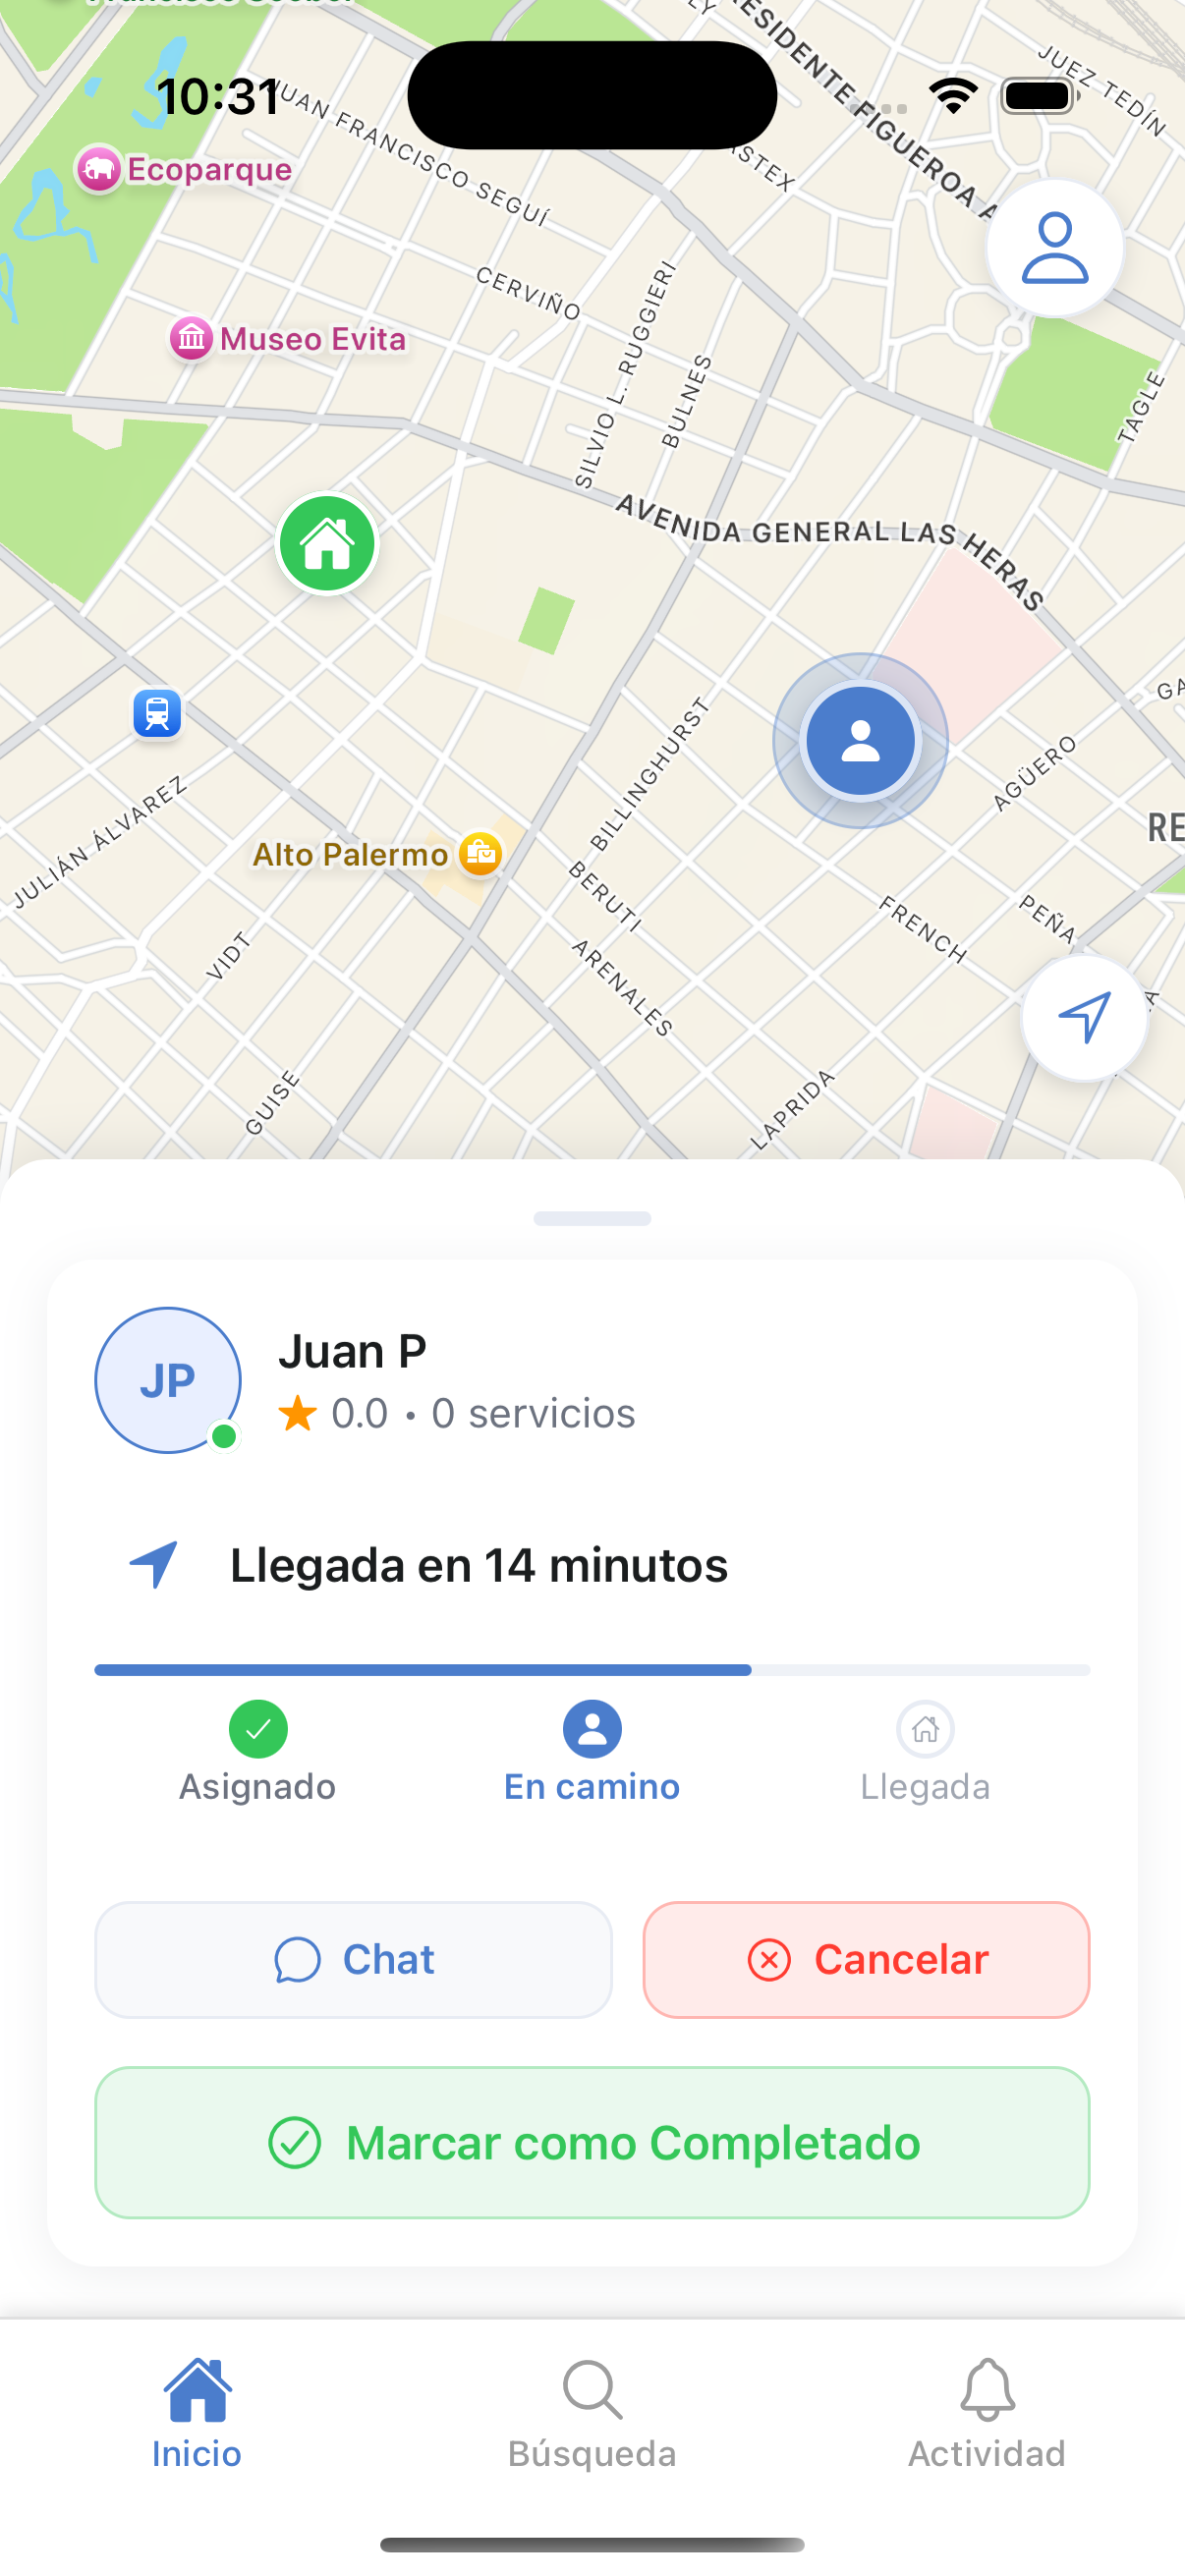 10:31
JUAN FRANCISCO SEGUÍ
Ecoparque
JUEZ TEDÍN
CERVIÑO
Museo Evita
SILVIO L. RUGGIERI
BULNES
TAGLE
AVENIDA GENERAL LAS HERAS
BILLINGHURST
AGÜERO
JULIÁN ÁLVAREZ
Alto Palermo
BERUTI
FRENCH
PEÑA
VIDT
ARENALES
GUISE
LAPRIDA
JP
Juan P
0.0 • 0 servicios
Llegada en 14 minutos
Asignado
En camino
Llegada
Chat
Cancelar
Marcar como Completado
Inicio
Búsqueda
Actividad